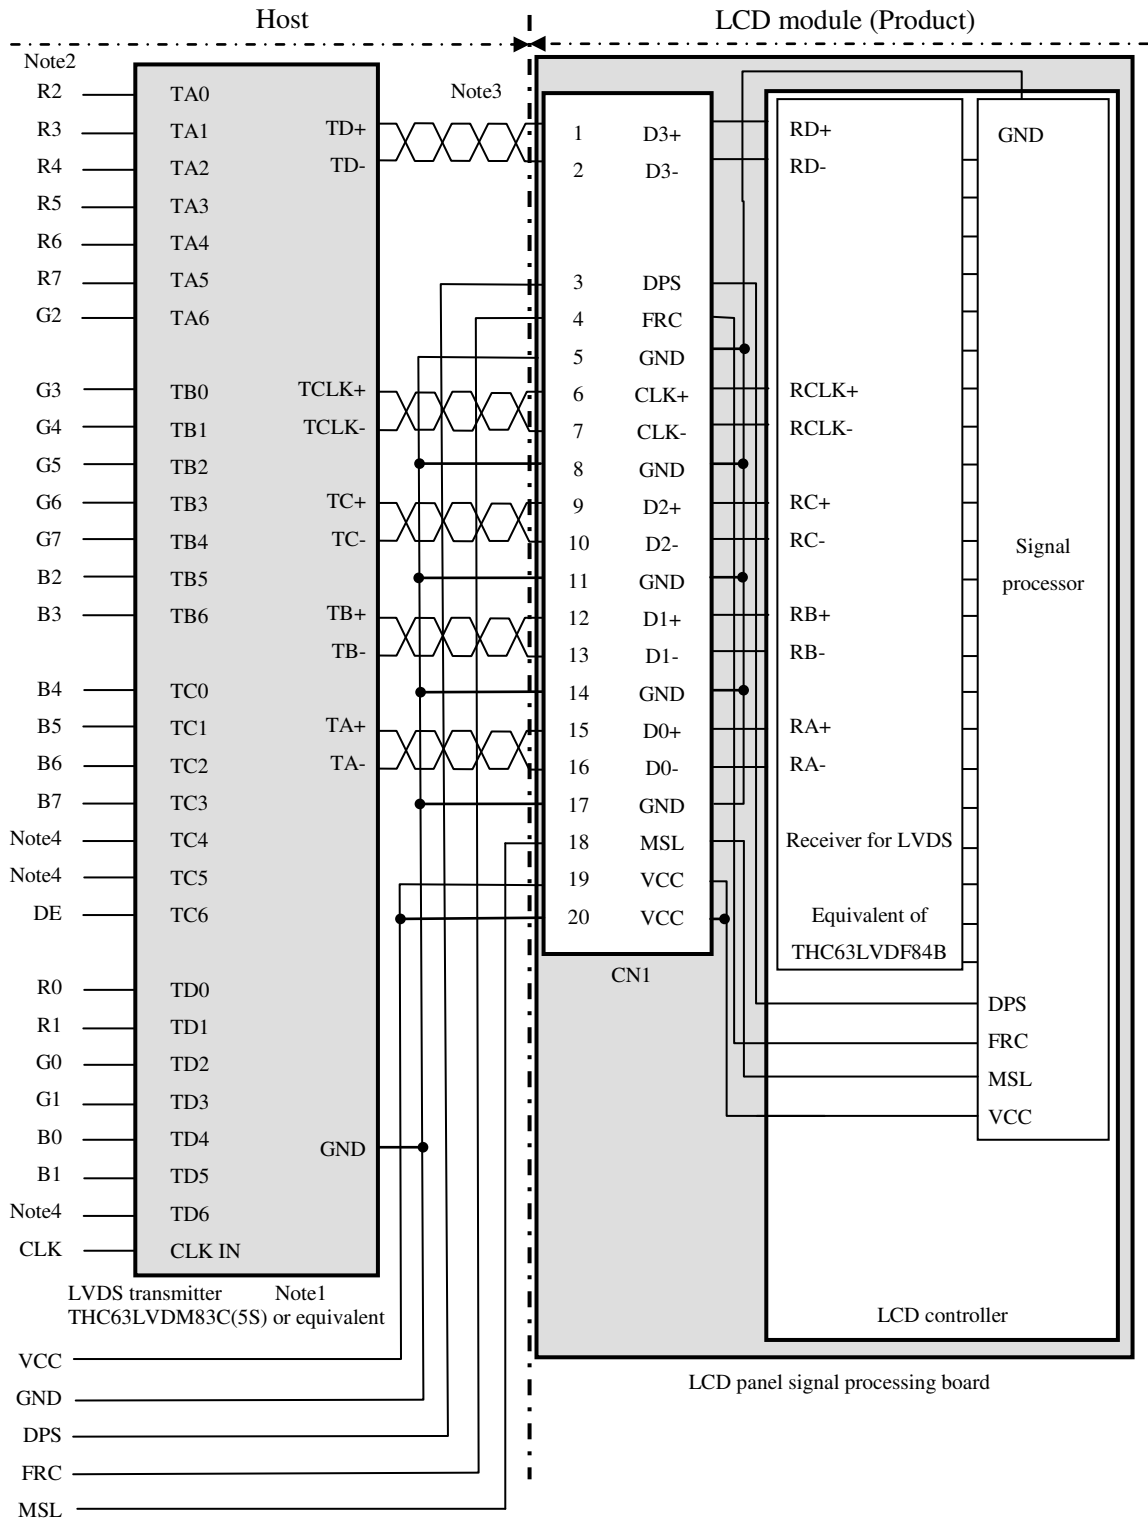 Host
LCD module (Product)
Note2
R2
R3
R4
R5
R6
R7
G2
G3
G4
G5
G6
G7
B2
B3
B4
B5
B6
B7
Note4
Note4
DE
R0
R1
G0
G1
B0
B1
Note4
CLK
TA0
TA1
TA2
TA3
TA4
TA5
TA6
TB0
TB1
TB2
TB3
TB4
TB5
TB6
TC0
TC1
TC2
TC3
TC4
TC5
TC6
TD0
TD1
TD2
TD3
TD4
TD5
TD6
CLK IN
TD+
TD-
TCLK+
TCLK-
TC+
TC-
TB+
TB-
TA+
TA-
GND
Note3
1 D3+
2 D3-
3 DPS
4 FRC
5 GND
6 CLK+
7 CLK-
8 GND
9 D2+
10 D2-
11 GND
12 D1+
13 D1-
14 GND
15 D0+
16 D0-
17 GND
18 MSL
19 VCC
20 VCC
CN1
RD+
RD-
RCLK+
RCLK-
RC+
RC-
RB+
RB-
RA+
RA-
Receiver for LVDS
Equivalent of
THC63LVDF84B
GND
Signal
processor
DPS
FRC
MSL
VCC
LCD controller
LCD panel signal processing board
LVDS transmitter Note1
THC63LVDM83C(5S) or equivalent
VCC
GND
DPS
FRC
MSL